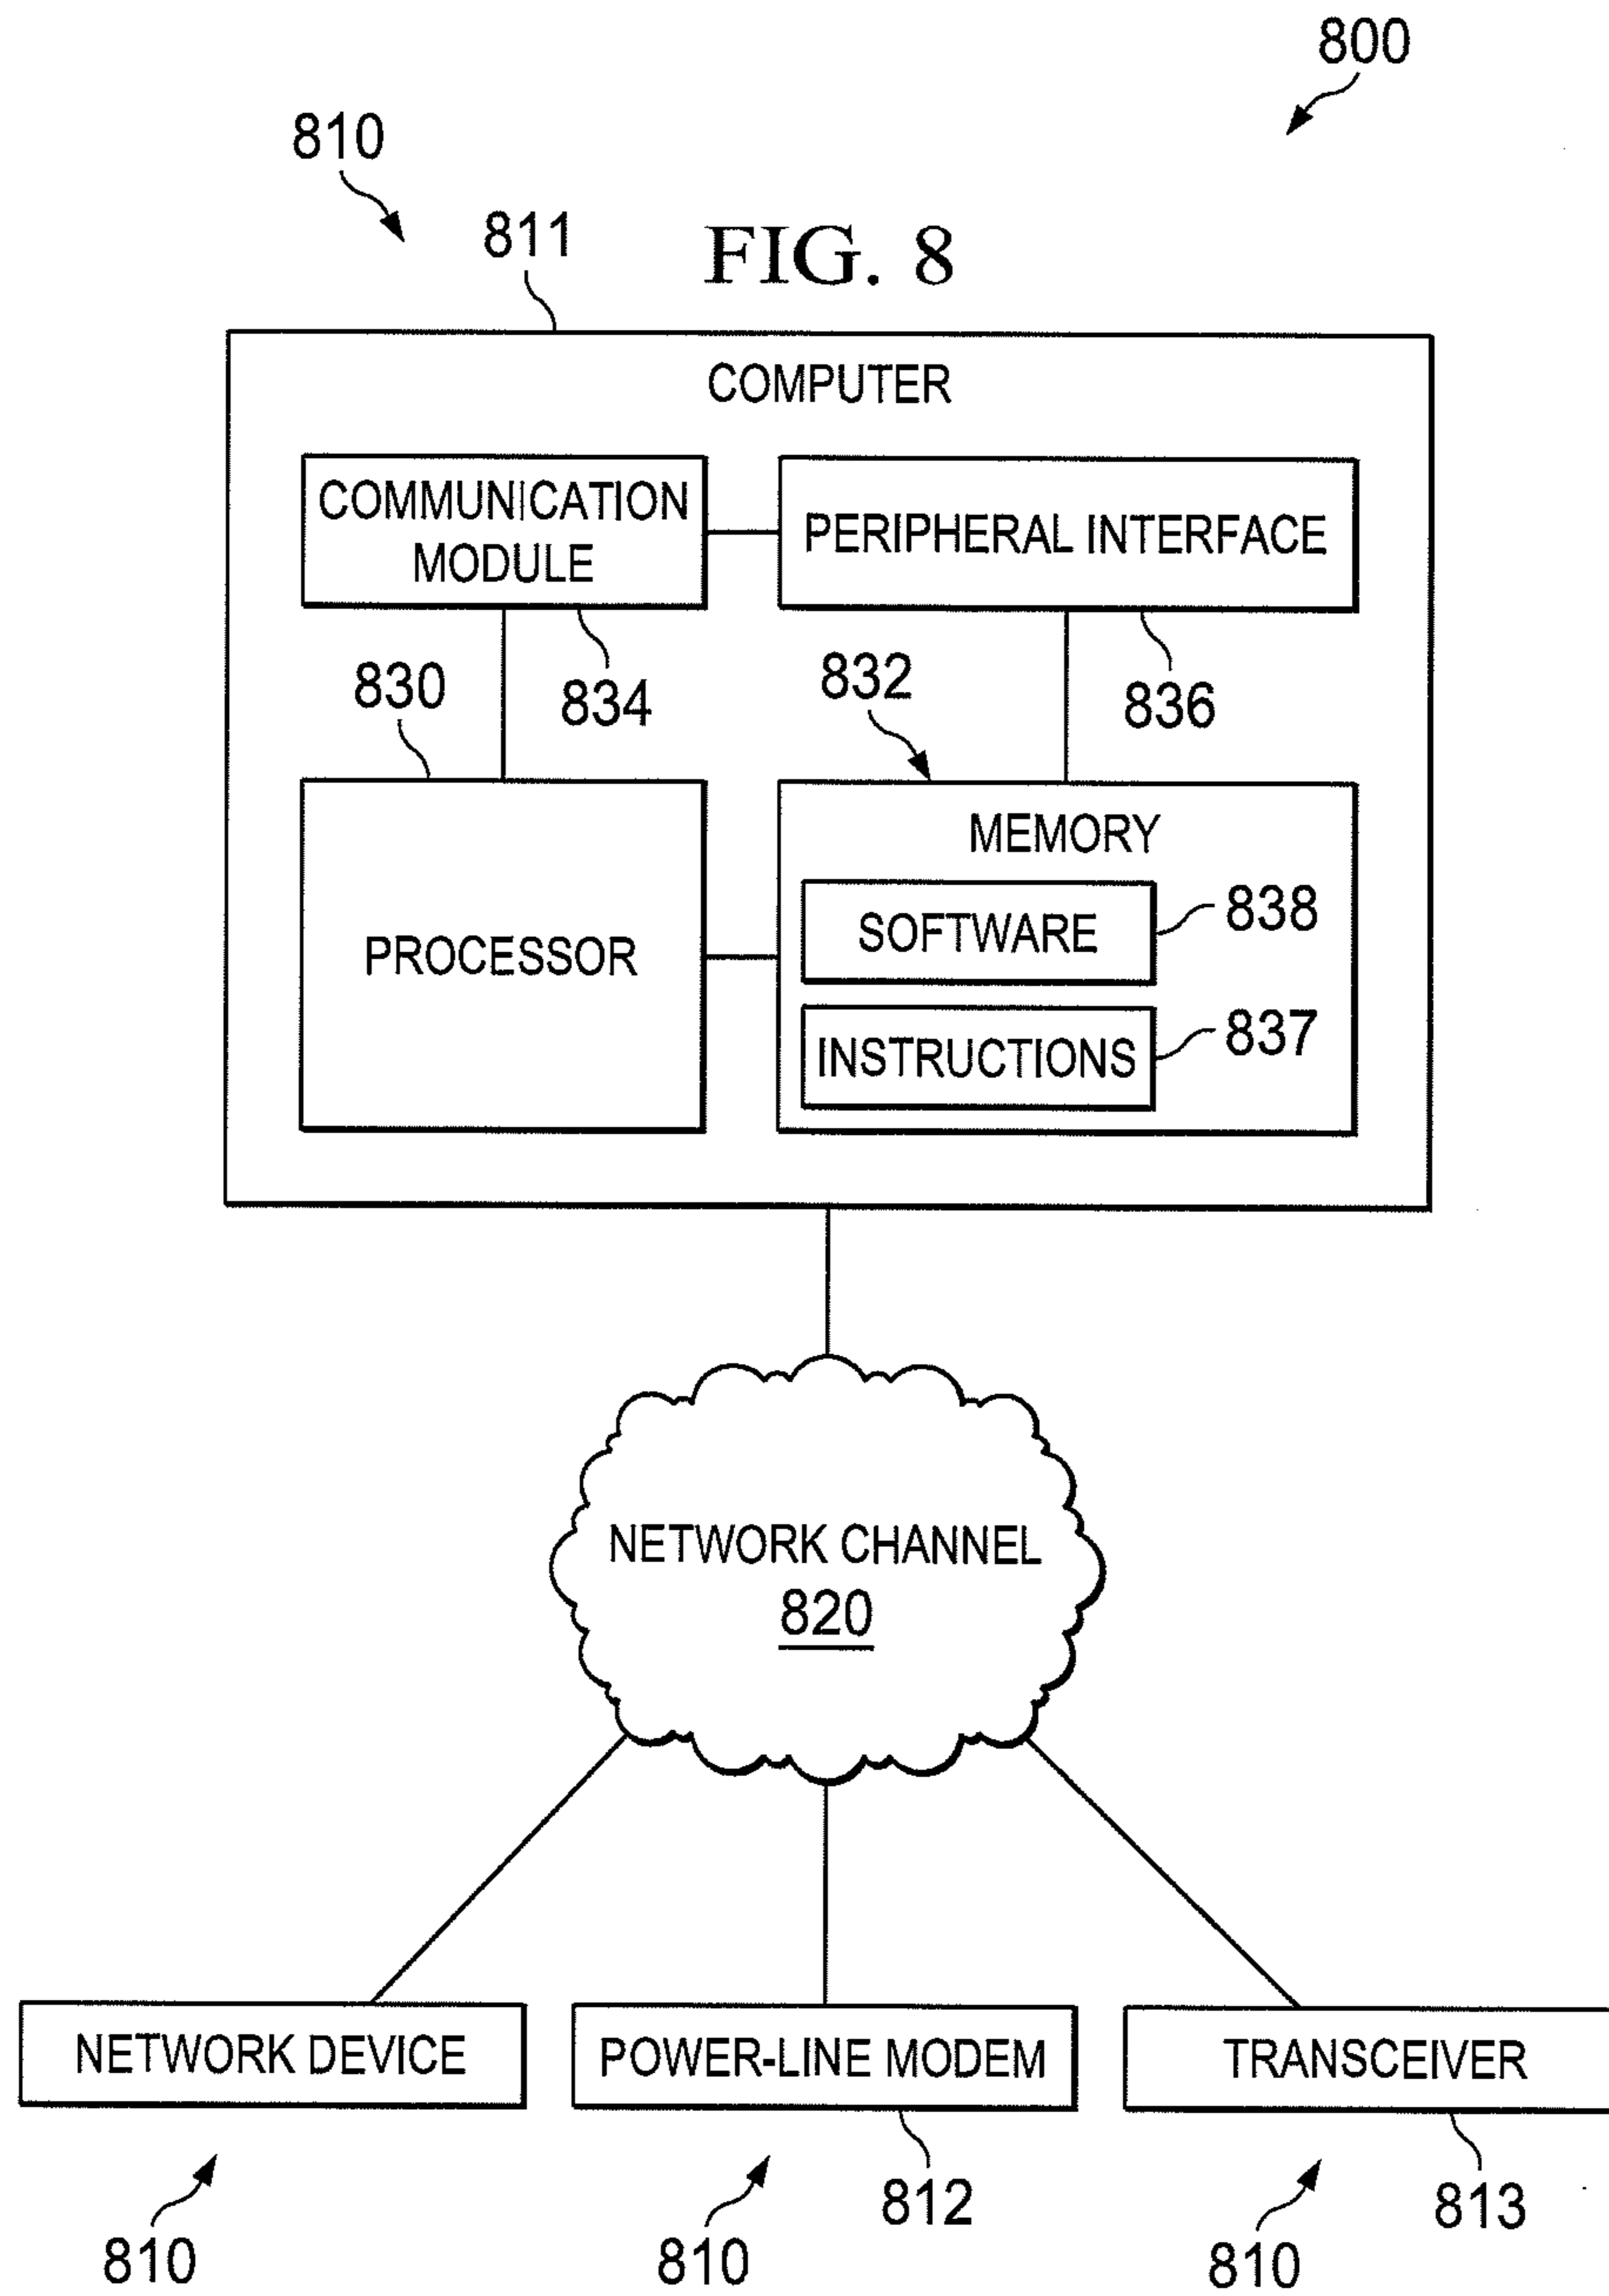 800
810
811
FIG. 8
COMPUTER
COMMUNICATION
MODULE
PERIPHERAL INTERFACE
830
834
832
836
PROCESSOR
MEMORY
SOFTWARE
838
INSTRUCTIONS
837
NETWORK CHANNEL
820
NETWORK DEVICE
POWER-LINE MODEM
TRANSCEIVER
810
810
812
810
813